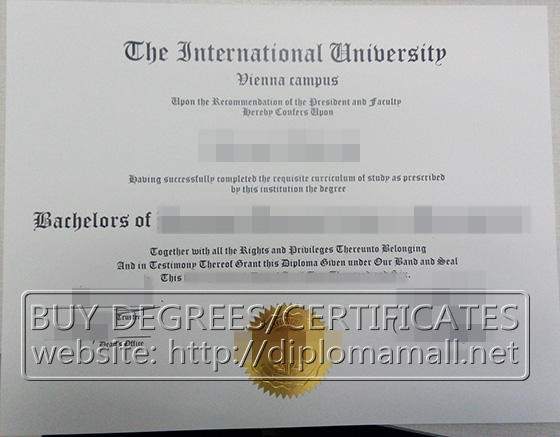 The International University
Vienna campus
Upon the Recommendation of the President and Faculty
Hereby Confers Upon
Having successfully completed the requisite curriculum of study as prescribed
by this institution the degree
Bachelors of
Together with all the Rights and Privileges Thereunto Belonging
And in Testimony Thereof Grant this Diploma Given under Our Band and Seal
This
Trustee
BUY DEGREES/CERTIFICATES
website: http://diplomamall.net
Dean's Office